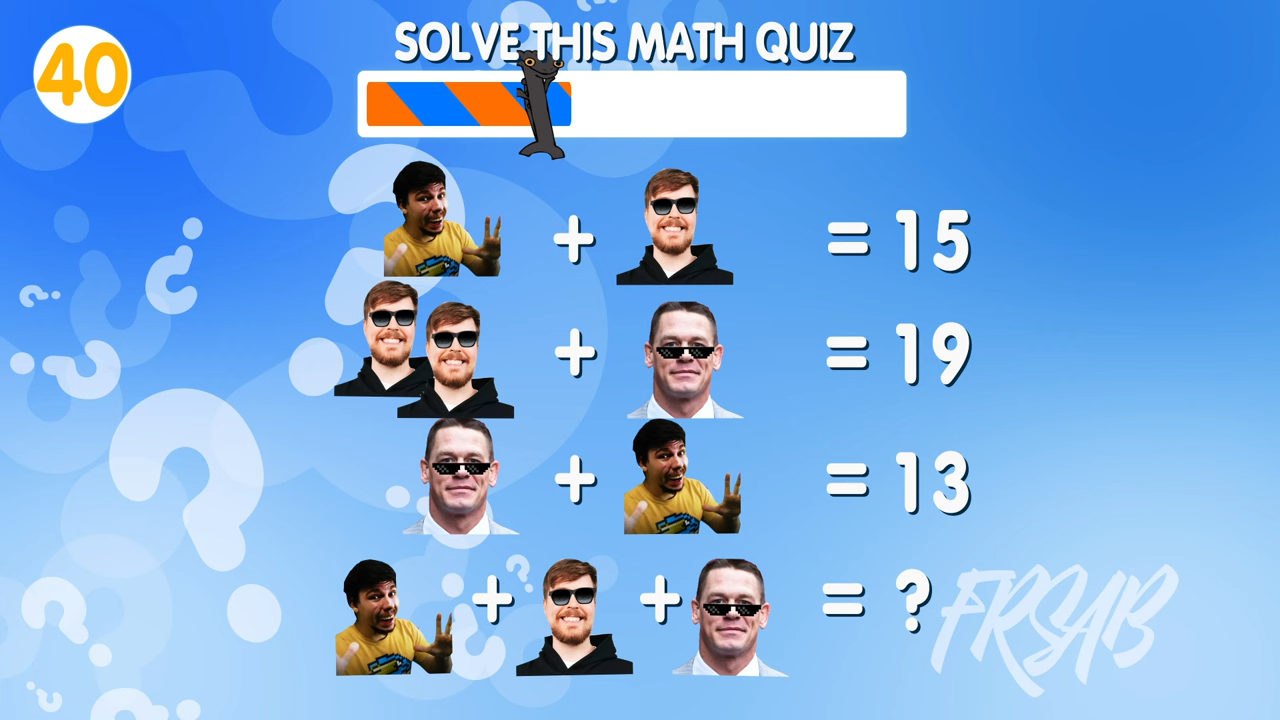 40
SOLVE THIS MATH QUIZ
+ = 15
+ = 19
+ = 13
+ + = ?
FRSAB